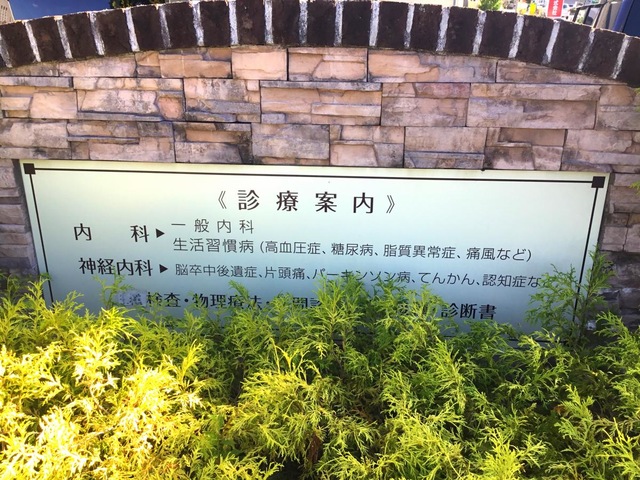 《診療案内》
内科▶一般内科
生活習慣病(高血圧症、糖尿病、脂質異常症、痛風など)
神経内科▶脳卒中後遺症、片頭痛、パーキンソン病、てんかん、認知症な
検査・物理療法・ 診断書